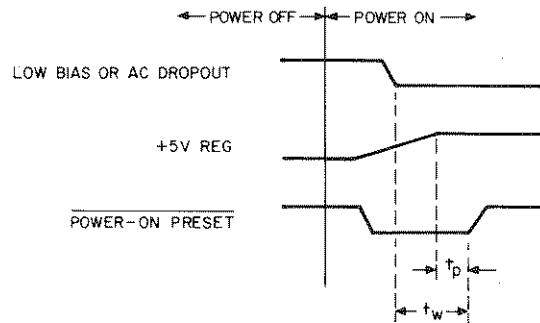 POWER OFF POWER ON
LOW BIAS OR AC DROPOUT
+5V REG
POWER-ON PRESET
tp
tw